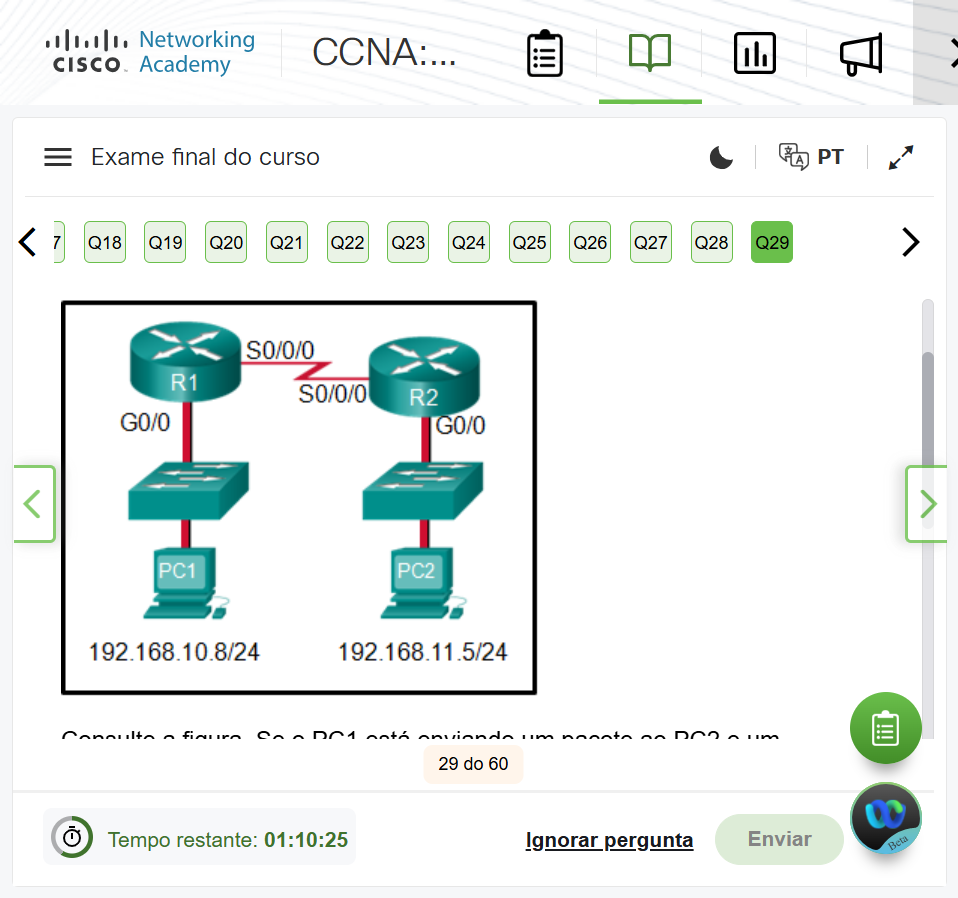 Networking
CISCO Academy
CCNA:...
Exame final do curso
PT
7 Q18 Q19 Q20 Q21 Q22 Q23 Q24 Q25 Q26 Q27 Q28 Q29
S0/0/0
R1
S0/0/0
R2
G0/0
G0/0
PC1
PC2
192.168.10.8/24
192.168.11.5/24
Consulte a figura. Se o PC1 está enviando um pacote ao PC2 e um
29 do 60
Tempo restante: 01:10:25
Ignorar pergunta
Enviar
Beta